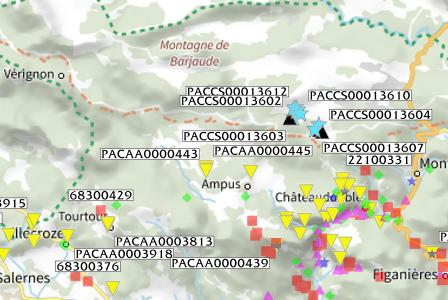 Montagne de
Barjaude
Vérignon
PACCS00013612
PACCS00013602
PACCS00013610
PACCS00013604
PACCS00013603
PACAA0000443
PACAA0000445
PACCS00013607
22100331
Ampus
68300429
3915
PACAA0003813
PACAA0003918
68300376
PACAA0000439
Salernes
Figanières